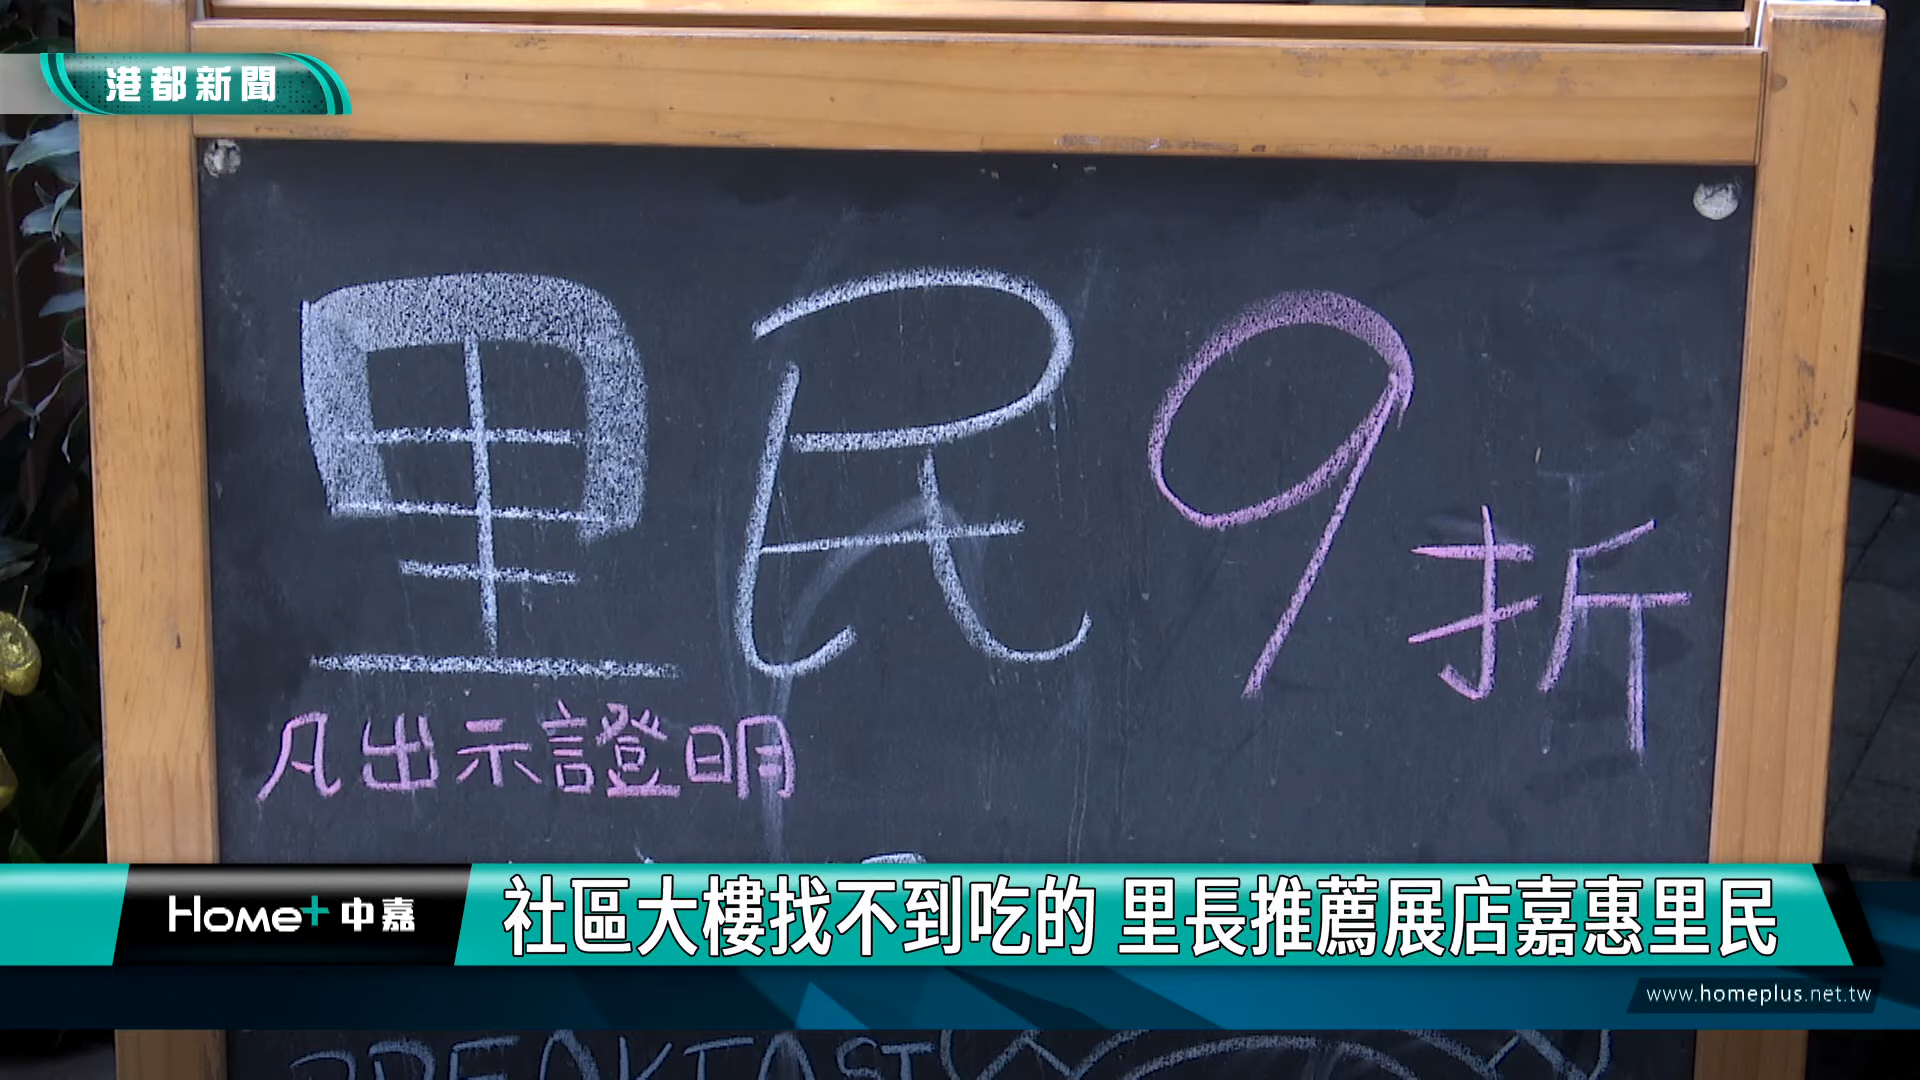 港都新聞
里民9折
凡出示證明
Home+中嘉
社區大樓找不到吃的 里長推薦展店嘉惠里民
www.homeplus.net.tw
BREAKFAST